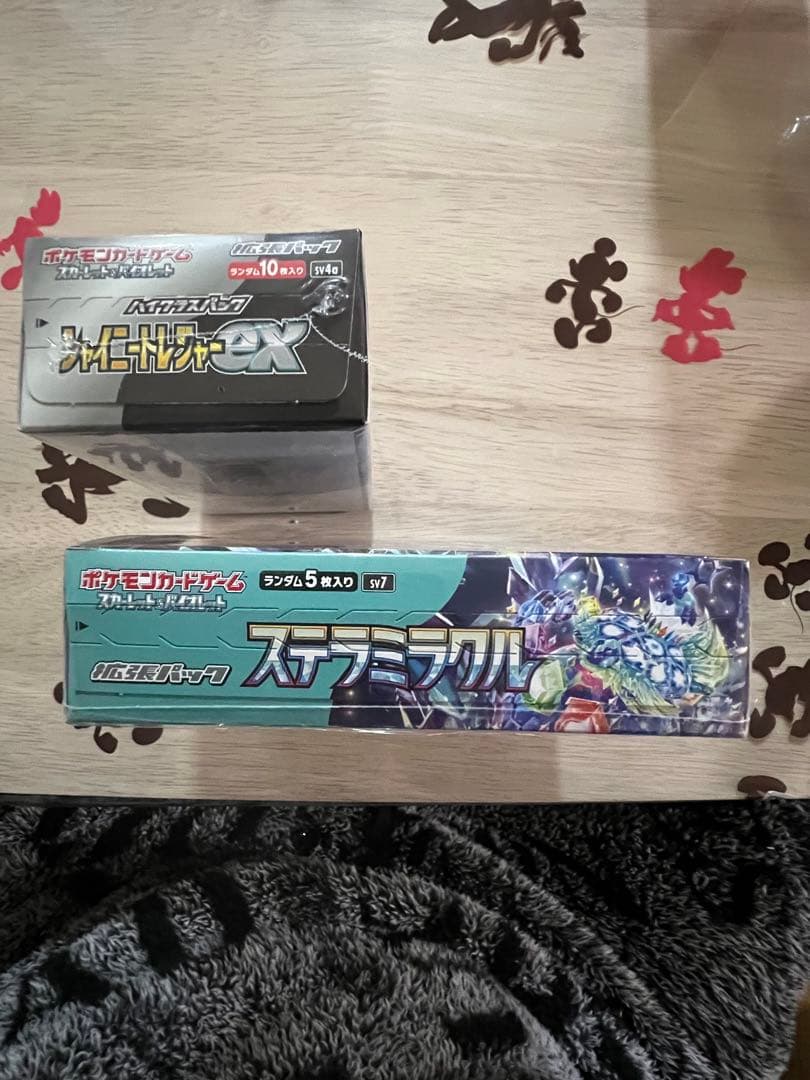 ポケモンカードゲーム
スカーレット&バイオレット
拡張パック
ランダム10枚入り
SV4a
ハイクラスパック
シャイニートレジャーex
ポケモンカードゲーム
スカーレット&バイオレット
ランダム5枚入り
SV7
拡張パック
ステラミラクル